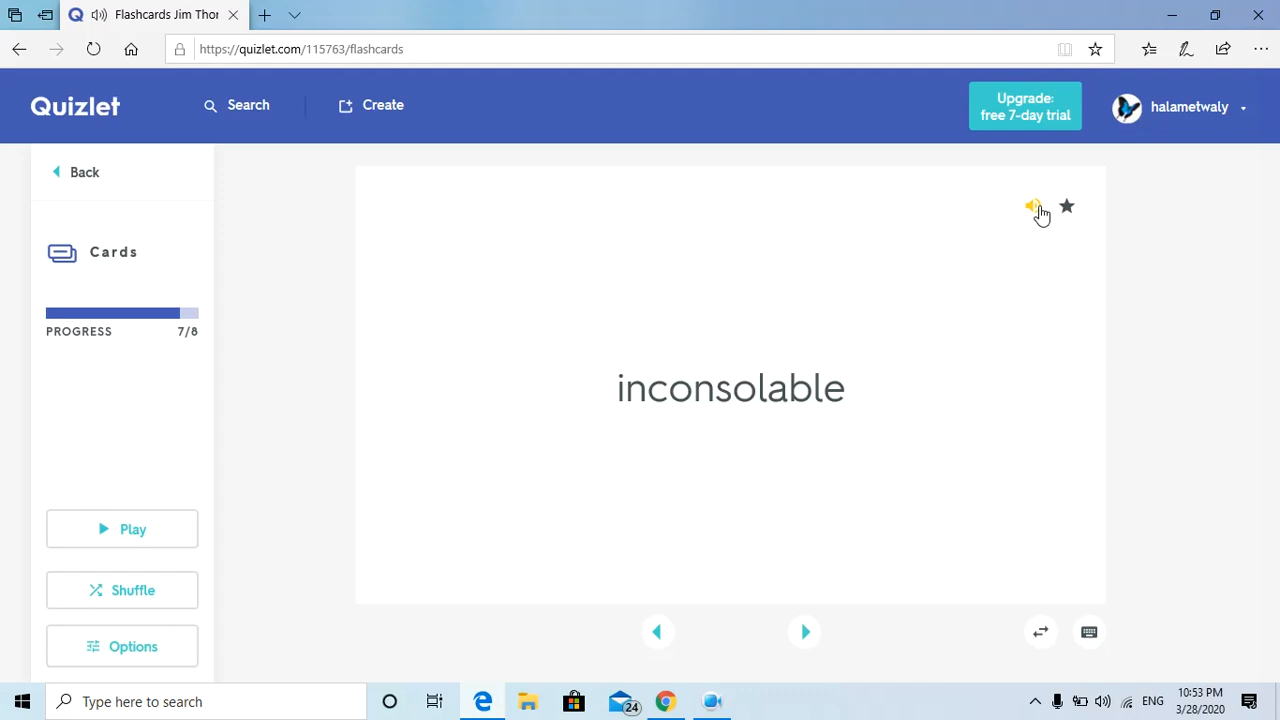 Flashcards Jim Thor
https://quizlet.com/115763/flashcards
Quizlet
Search
Create
Upgrade:
free 7-day trial
halametwaly
Back
Cards
PROGRESS 7/8
inconsolable
Play
Shuffle
Options
Type here to search
24
ENG
10:53 PM
3/28/2020